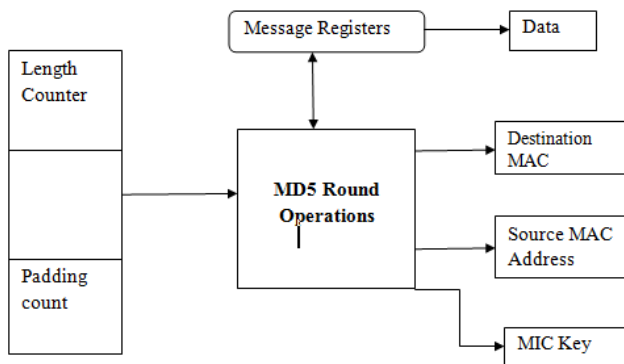 Message Registers
Data
Length
Counter
Destination
MAC
MD5 Round
Operations
Source MAC
Address
Padding
count
MIC Key